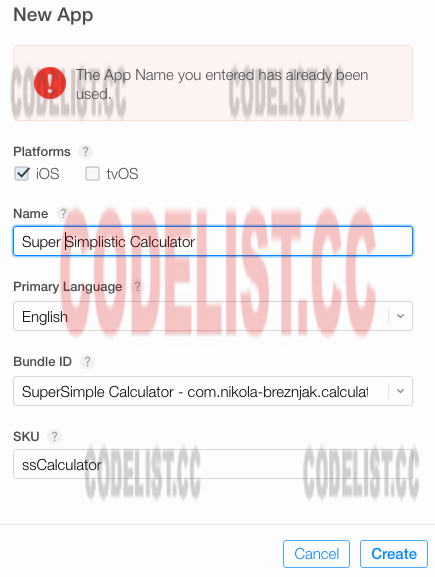 New App
The App Name you entered has already been
used.
CODELIST.CC
CODELIST.CC
Platforms ?
iOS
tvOS
Name ?
Super Simplistic Calculator
CODELIST.CC
Primary Language ?
English
Bundle ID ?
SuperSimple Calculator - com.nikola-breznjak.calculat
SKU ?
ssCalculator
CODELIST.CC
CODELIST.CC
Cancel
Create